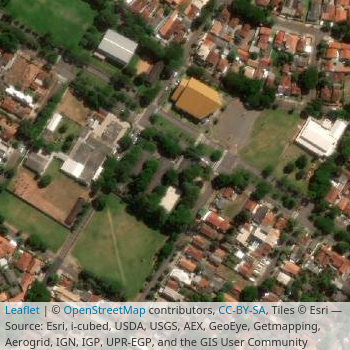 Leaflet | © OpenStreetMap contributors, CC-BY-SA, Tiles © Esri —
Source: Esri, i-cubed, USDA, USGS, AEX, GeoEye, Getmapping,
Aerogrid, IGN, IGP, UPR-EGP, and the GIS User Community